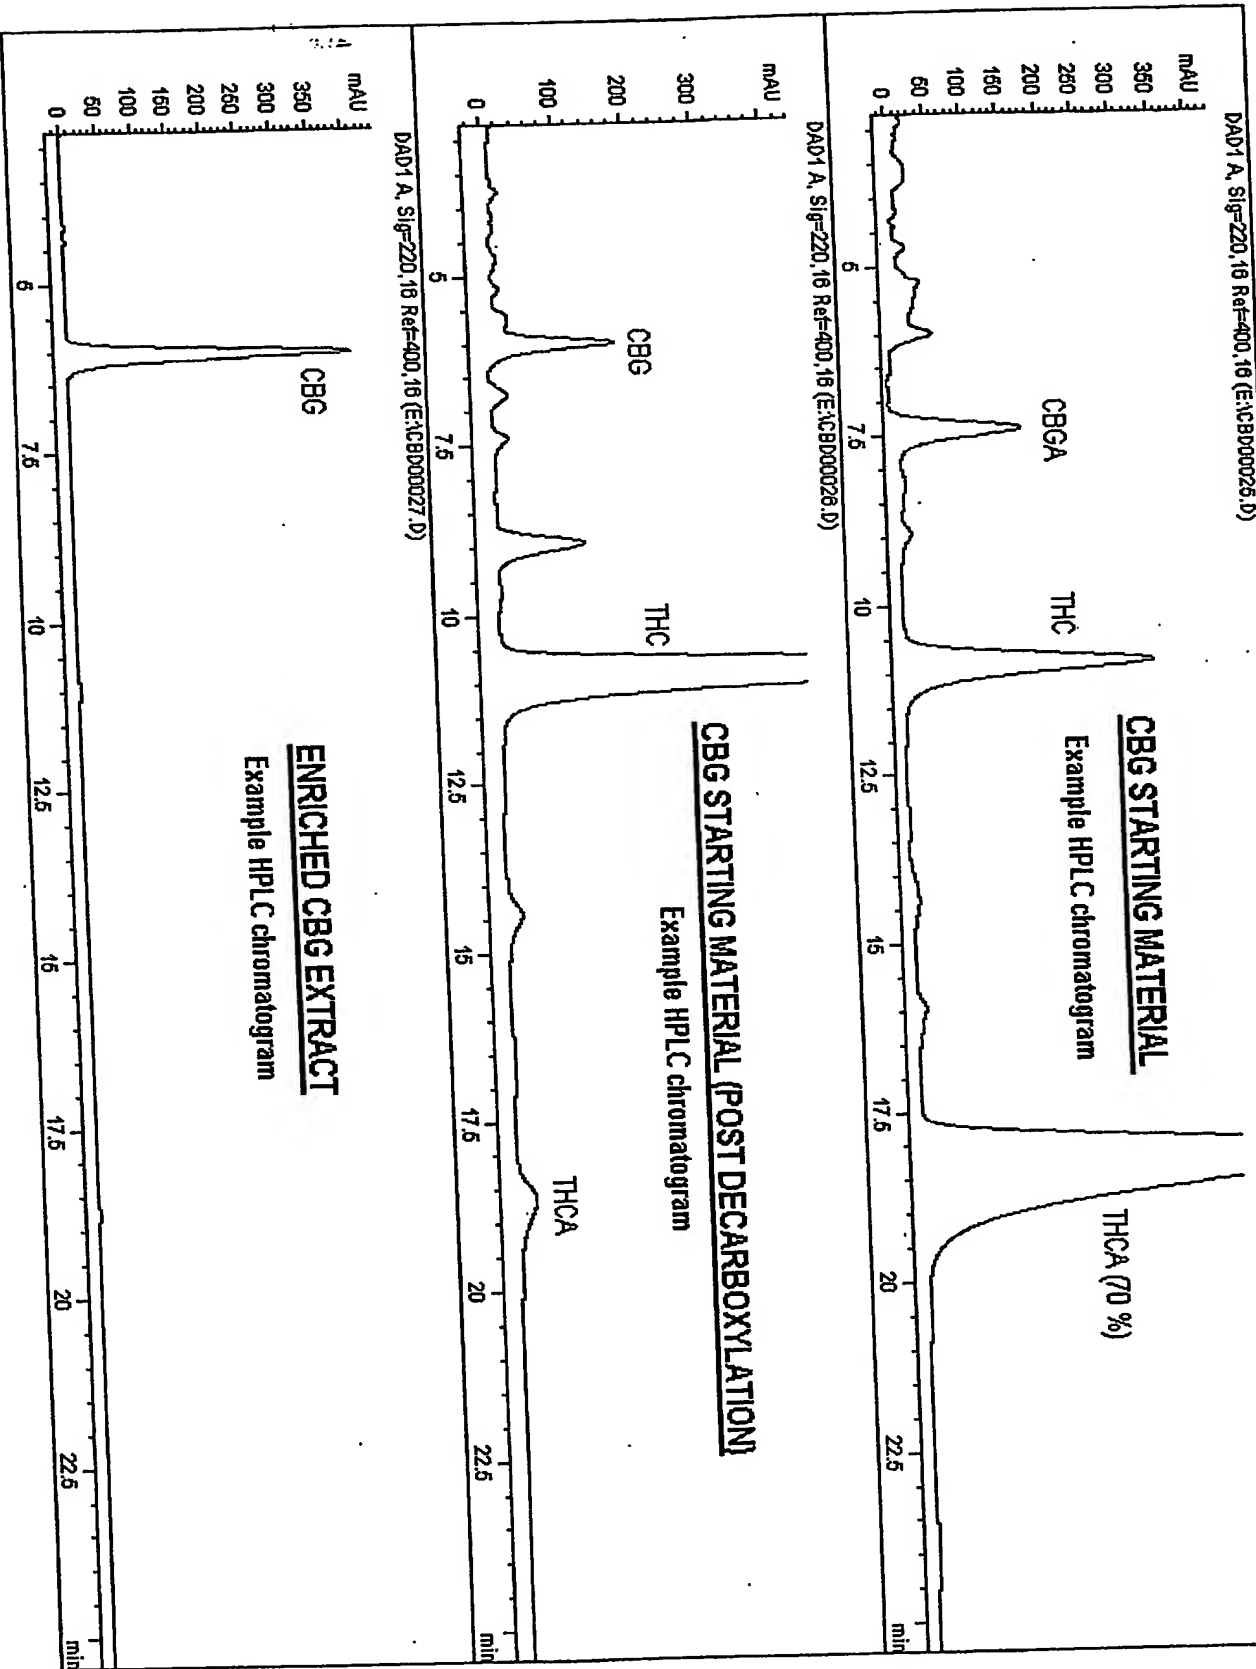 DAD1 A, Sig=220,16 Ref=400,16 (E:\CBD00025.D)
mAU
350
300
250
200
150
100
50
0
CBGA
THC
THCA (70 %)
CBG STARTING MATERIAL
Example HPLC chromatogram
5
7.5
10
12.5
15
17.5
20
22.5
min
DAD1 A, Sig=220,16 Ref=400,16 (E:\CBD00026.D)
mAU
300
200
100
0
CBG
THC
THCA
CBG STARTING MATERIAL (POST DECARBOXYLATION)
Example HPLC chromatogram
5
7.5
10
12.5
15
17.5
20
22.5
min
DAD1 A, Sig=220,16 Ref=400,16 (E:\CBD00027.D)
mAU
350
300
250
200
150
100
50
0
CBG
ENRICHED CBG EXTRACT
Example HPLC chromatogram
5
7.5
10
12.5
15
17.5
20
22.5
min